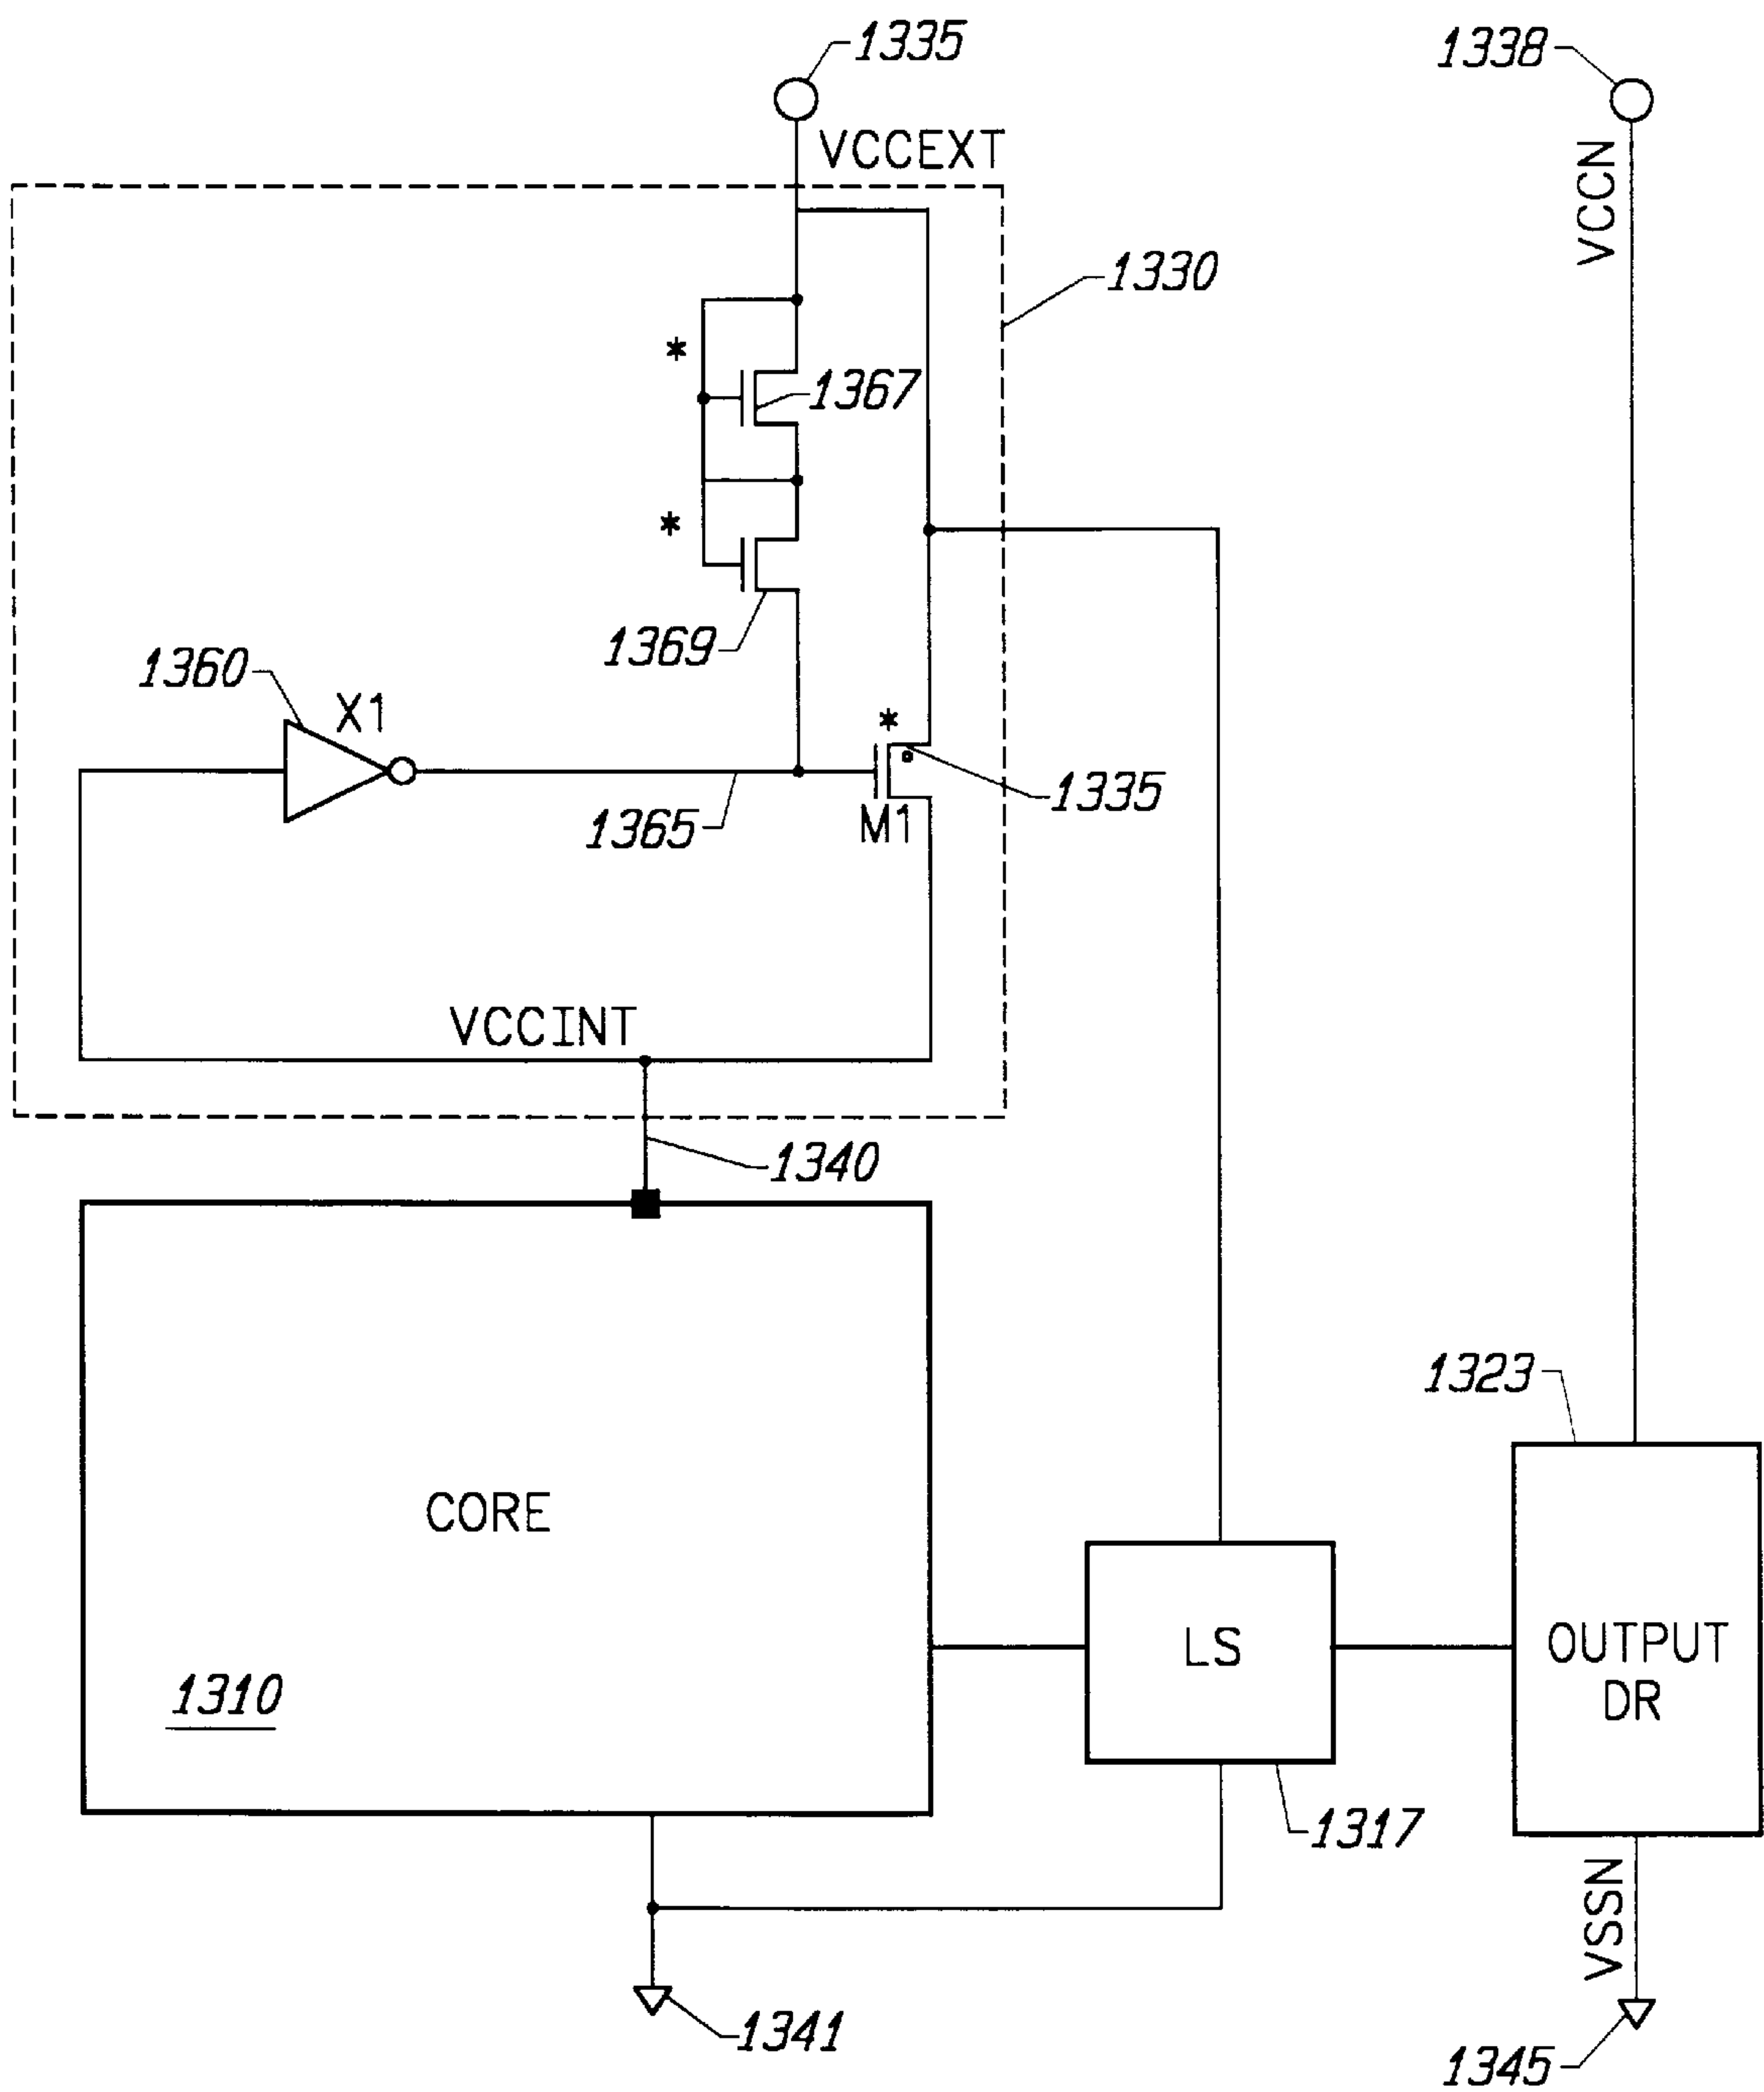 1335
1338
VCCEXT
VCCN
1330
*
1367
*
1369
1360
X1
*
1335
1365
M1
VCCINT
1340
1323
CORE
LS
OUTPUT
DR
1310
1317
VSSN
1341
1345